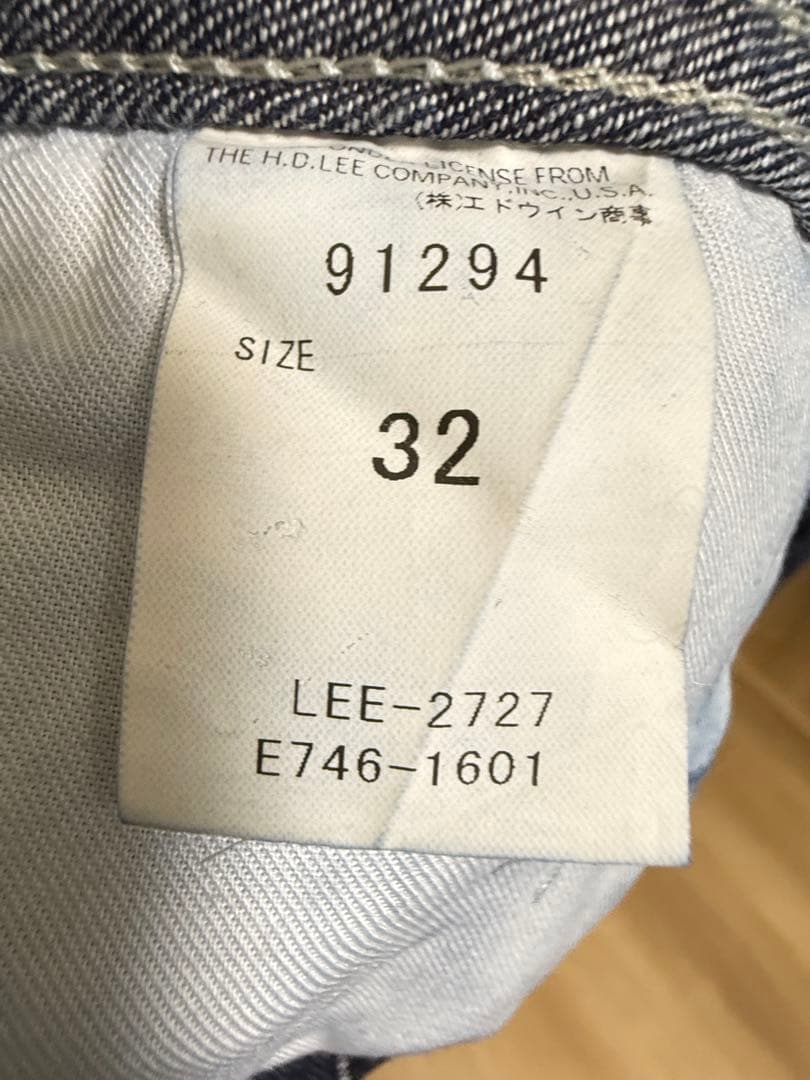 UNDER LICENSE FROM
THE H.D.LEE COMPANY,INC.,U.S.A.
(株)エドウイン商事
91294
SIZE
32
LEE-2727
E746-1601